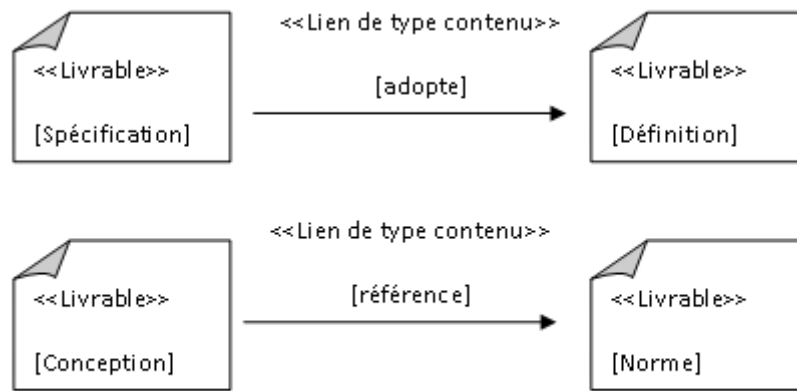 <<Lien de type contenu>>
<<Livrable>>
<<Livrable>>
[adopte]
[Spécification]
[Définition]
<<Lien de type contenu>>
<<Livrable>>
<<Livrable>>
[référence]
[Conception]
[Norme]